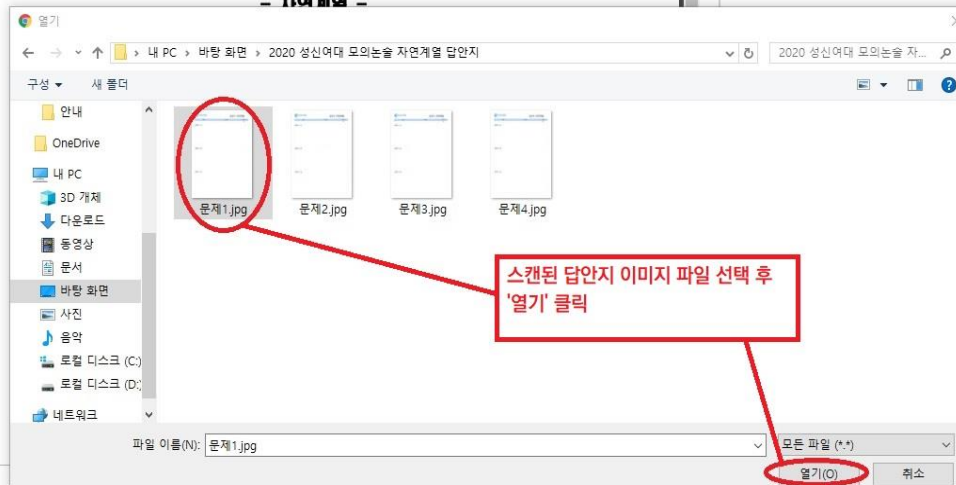 - 자연계열 -
열기
내 PC > 바탕 화면 > 2020 성신여대 모의논술 자연계열 답안지
2020 성신여대 모의논술 자...
구성
새 폴더
안내
OneDrive
내 PC
3D 개체
다운로드
동영상
문서
바탕 화면
사진
음악
로컬 디스크 (C:)
로컬 디스크 (D:)
네트워크
문제1.jpg
문제2.jpg
문제3.jpg
문제4.jpg
스캔된 답안지 이미지 파일 선택 후
'열기' 클릭
파일 이름(N):
문제1.jpg
모든 파일 (*.*)
열기(O)
취소